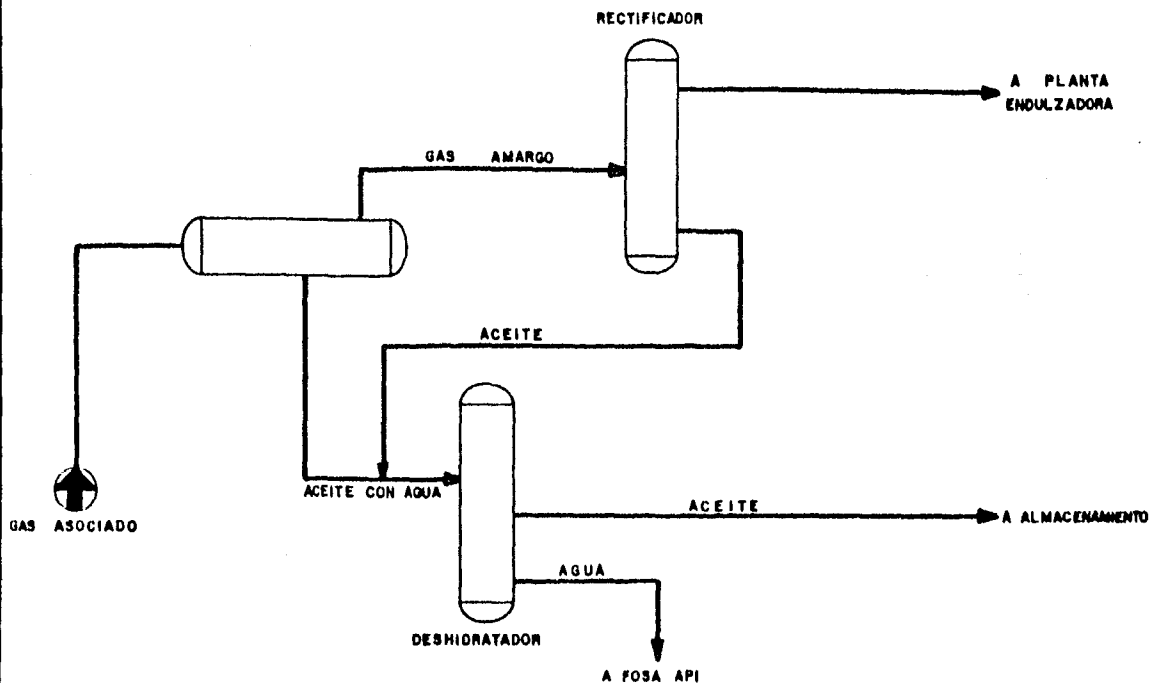 RECTIFICADOR
A PLANTA
ENDULZADORA
GAS AMARGO
ACEITE
ACEITE CON AGUA
GAS ASOCIADO
ACEITE
A ALMACENAMIENTO
AGUA
DESHIDRATADOR
A FOSA API